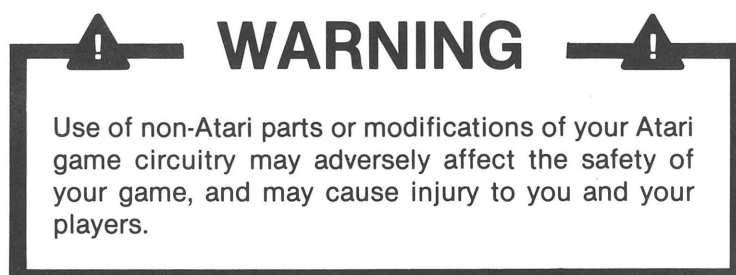 WARNING
Use of non-Atari parts or modifications of your Atari
game circuitry may adversely affect the safety of
your game, and may cause injury to you and your
players.